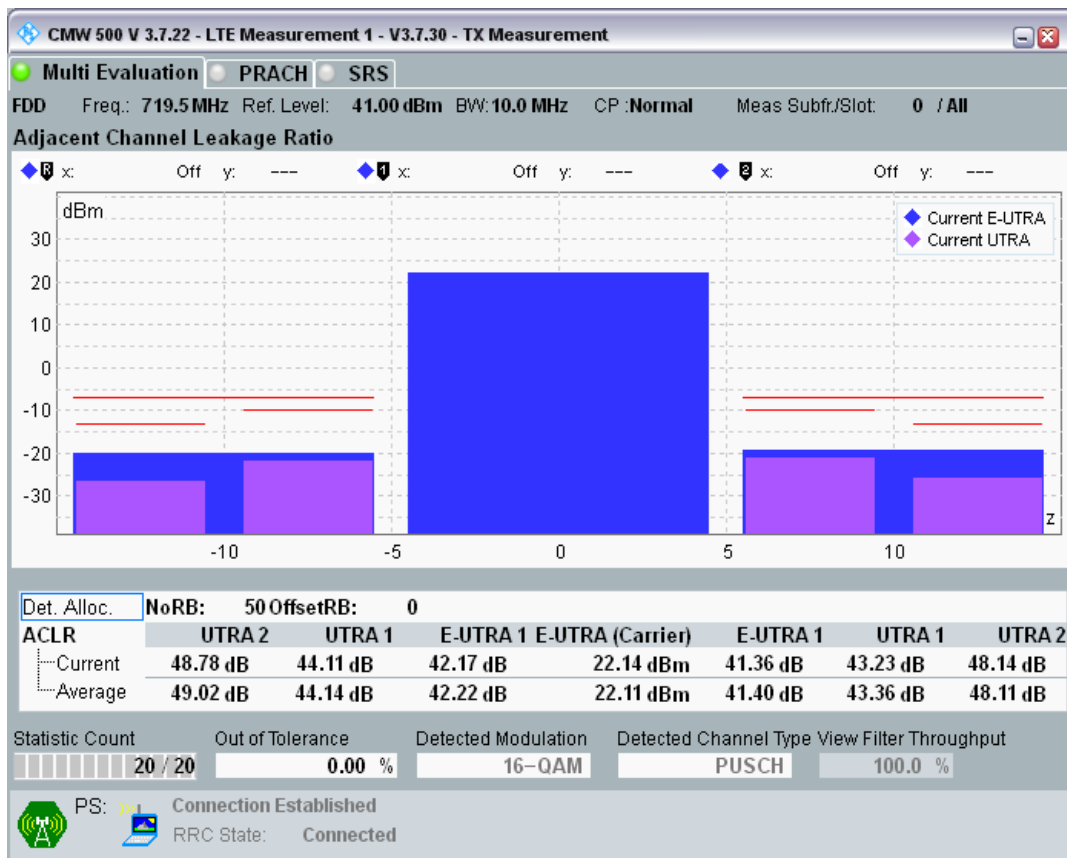 CMW 500 V 3.7.22 - LTE Measurement 1 - V3.7.30 - TX Measurement
Multi Evaluation PRACH SRS
FDD Freq.: 719.5 MHz Ref. Level: 41.00 dBm BW: 10.0 MHz CP :Normal Meas Subfr./Slot: 0 / All
Adjacent Channel Leakage Ratio
R x: Off y: --- 1 x: Off y: --- 2 x: Off y: ---
dBm
Current E-UTRA
Current UTRA
30
20
10
0
-10
-20
-30
z
-10 -5 0 5 10
Det. Alloc. NoRB: 50 OffsetRB: 0
ACLR UTRA 2 UTRA 1 E-UTRA 1 E-UTRA (Carrier) E-UTRA 1 UTRA 1 UTRA 2
Current 48.78 dB 44.11 dB 42.17 dB 22.14 dBm 41.36 dB 43.23 dB 48.14 dB
Average 49.02 dB 44.14 dB 42.22 dB 22.11 dBm 41.40 dB 43.36 dB 48.11 dB
Statistic Count Out of Tolerance Detected Modulation Detected Channel Type View Filter Throughput
20 / 20 0.00 % 16-QAM PUSCH 100.0 %
PS: Connection Established
RRC State: Connected